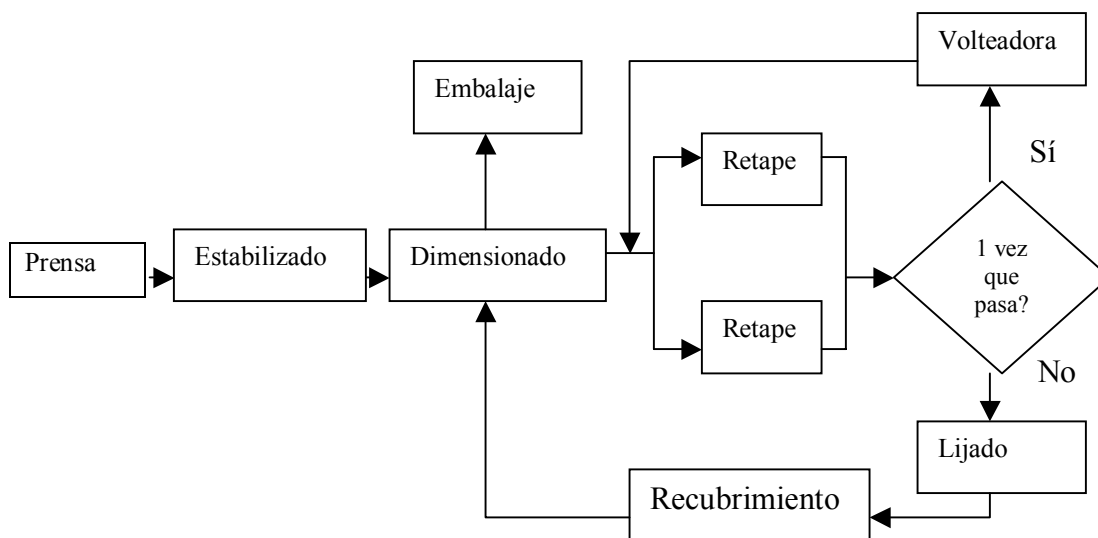 Volteadora
Embalaje
Retape
Sí
Prensa
Estabilizado
Dimensionado
1 vez
que
pasa?
Retape
No
Lijado
Recubrimiento